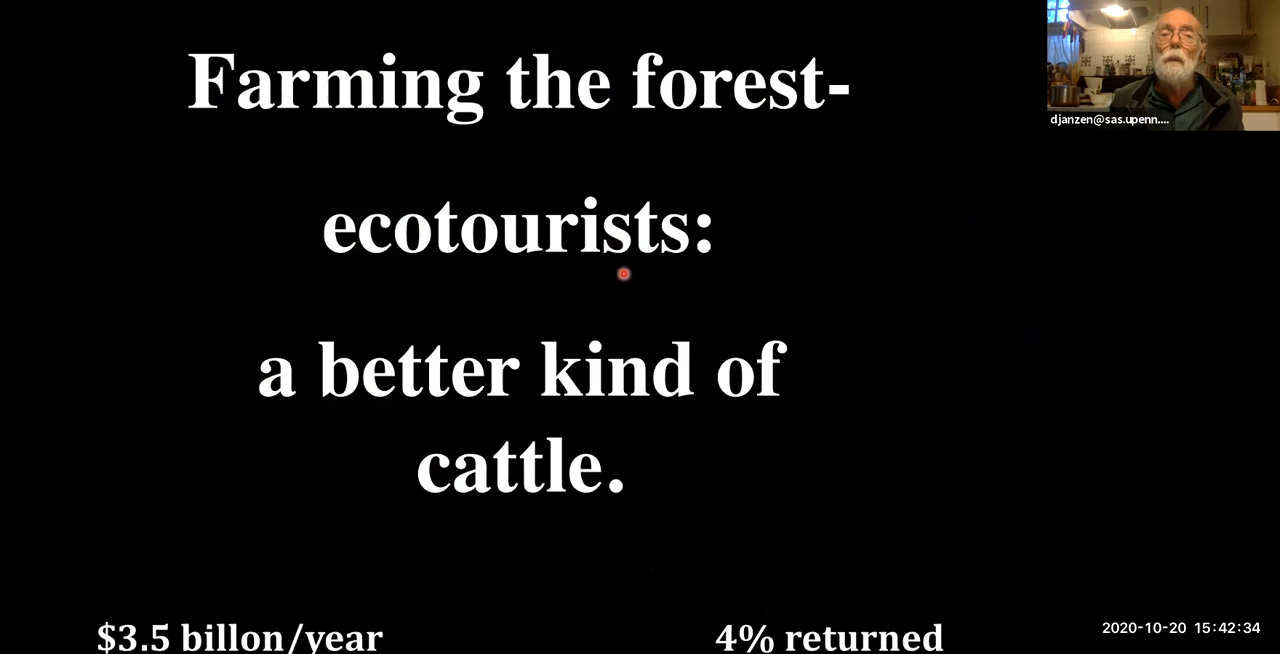 Farming the forest-
ecotourists:
a better kind of
cattle.
$3.5 billon/year
4% returned
djanzen@sas.upenn....
2020-10-20 15:42:34